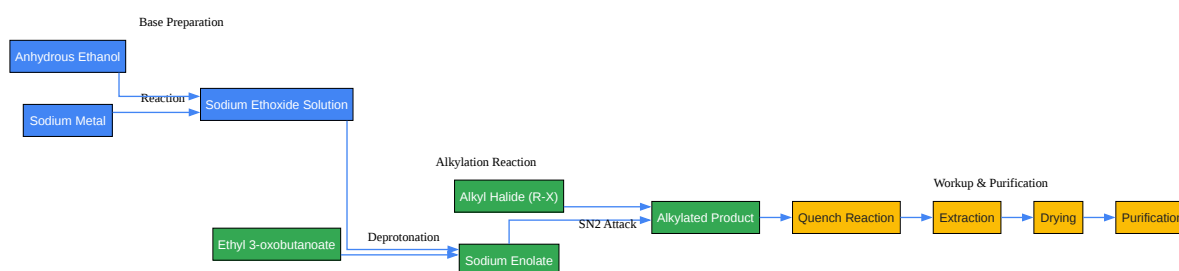 Base Preparation
Anhydrous Ethanol
Reaction
Sodium Ethoxide Solution
Sodium Metal
Alkylation Reaction
Alkyl Halide (R-X)
Workup & Purification
Alkylated Product
Quench Reaction
Extraction
Drying
Purification
SN2 Attack
Ethyl 3-oxobutanoate
Deprotonation
Sodium Enolate